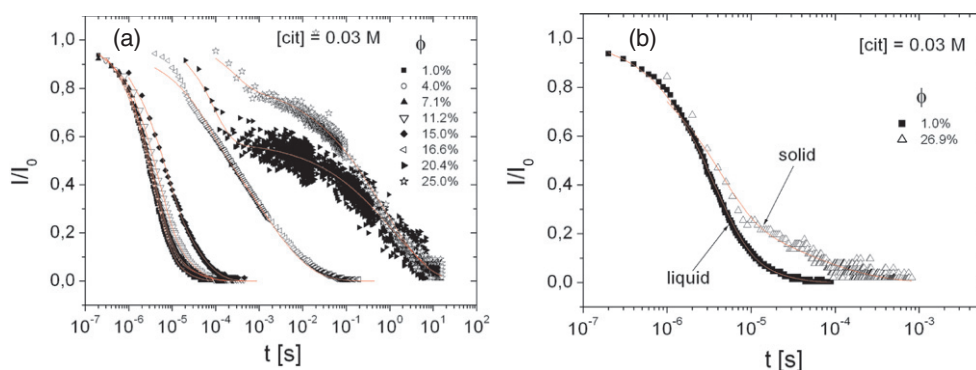 (a)
[cit] = 0.03 M
ϕ
1.0%
4.0%
7.1%
11.2%
15.0%
16.6%
20.4%
25.0%
I/I0
1,0
0,8
0,6
0,4
0,2
0,0
10-7 10-6 10-5 10-4 10-3 10-2 10-1 100 101 102
t [s]
(b)
[cit] = 0.03 M
ϕ
1.0%
26.9%
solid
liquid
I/I0
1,0
0,8
0,6
0,4
0,2
0,0
10-7 10-6 10-5 10-4 10-3
t [s]